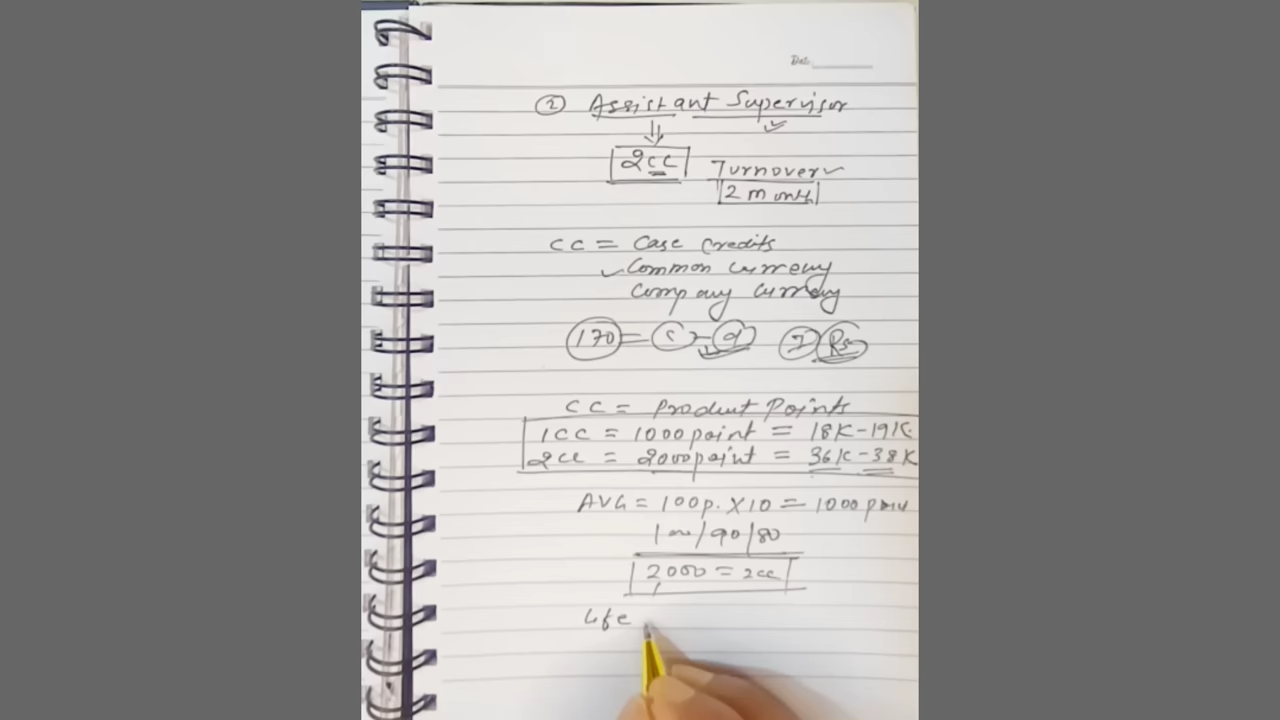 Date
② Assistant Supervisor
⇓
2cc Turnover
2 month
CC = Case Credits
Common currency
Company currency
170 = C
CC = Product Points
1CC = 1000 point = 18K-19K
2cc = 2000 point = 36K-38K
AVG = 100p. X10 = 1000
100/90/80
2,000 = 2cc
Life